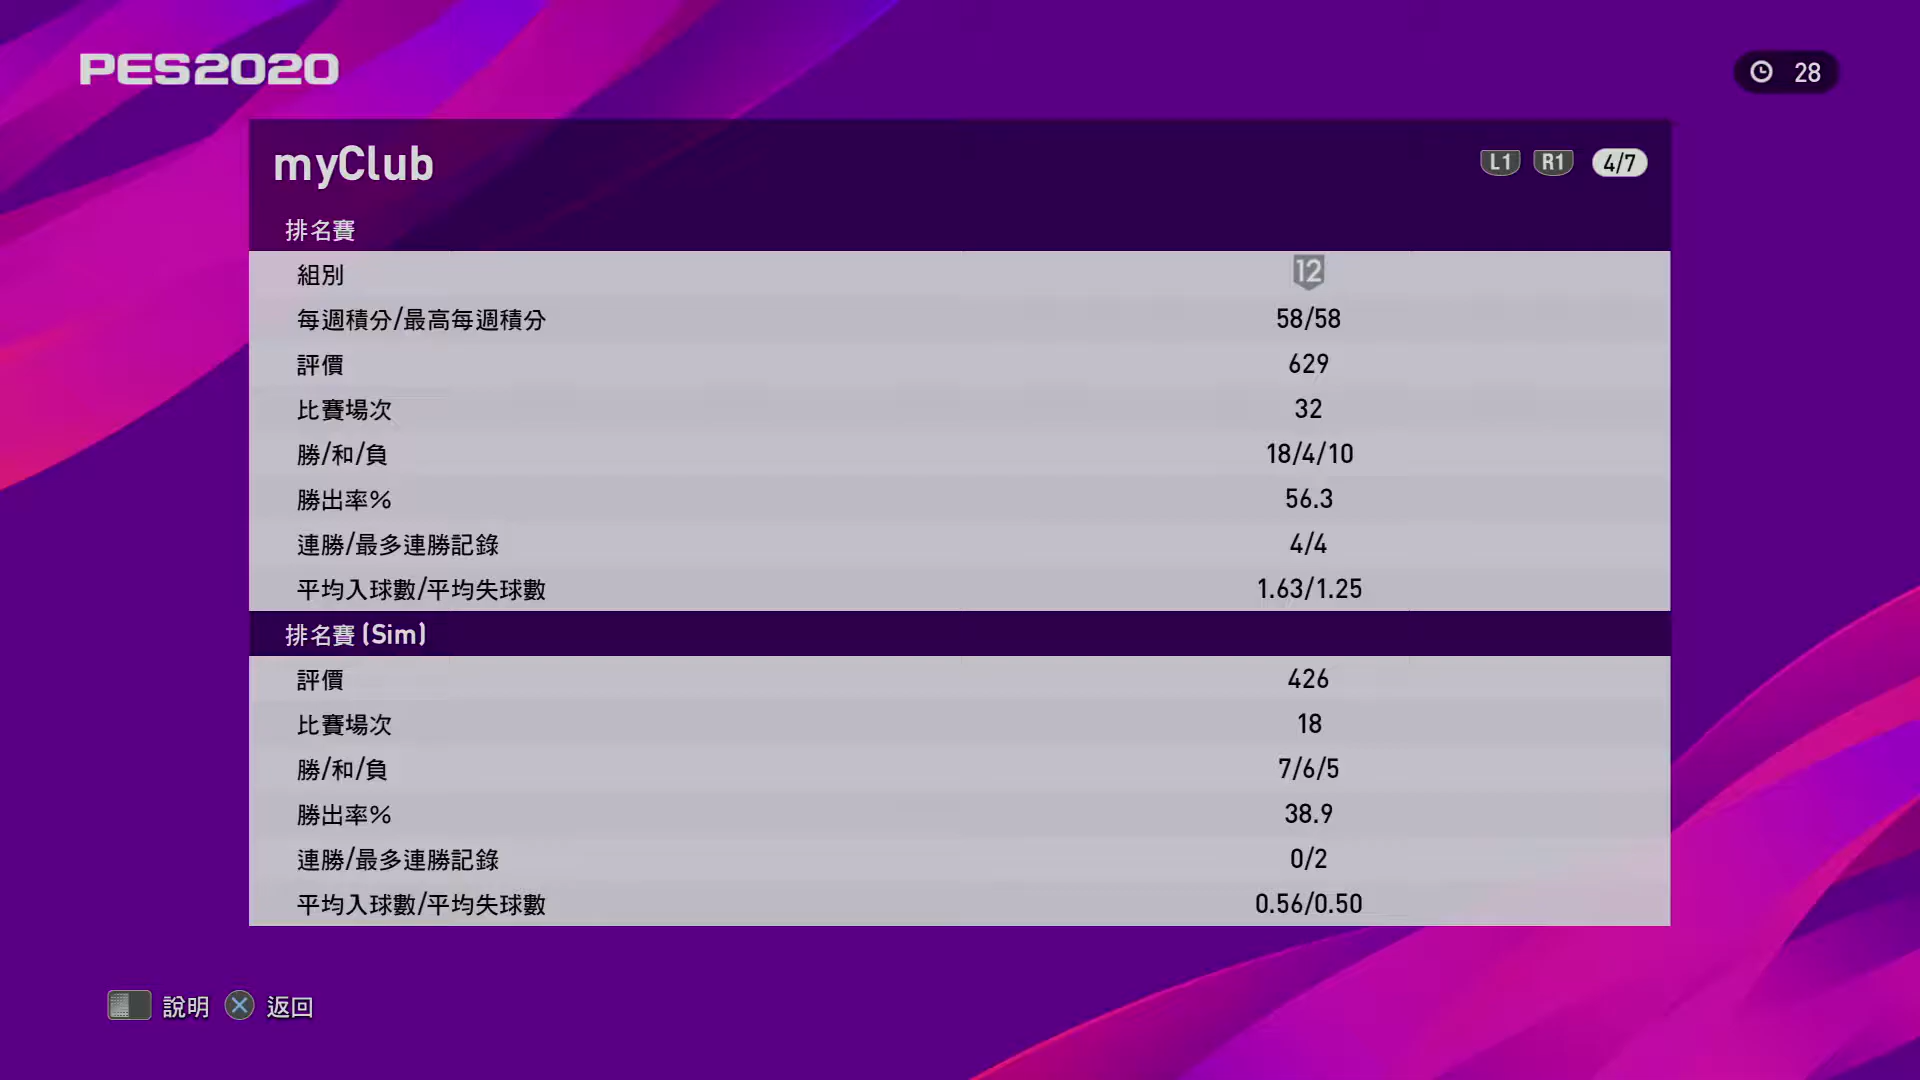 PES2020
28
myClub
L1 R1 4/7
排名賽
組別 12
每週積分/最高每週積分 58/58
評價 629
比賽場次 32
勝/和/負 18/4/10
勝出率% 56.3
連勝/最多連勝記錄 4/4
平均入球數/平均失球數 1.63/1.25
排名賽 (Sim)
評價 426
比賽場次 18
勝/和/負 7/6/5
勝出率% 38.9
連勝/最多連勝記錄 0/2
平均入球數/平均失球數 0.56/0.50
說明 返回